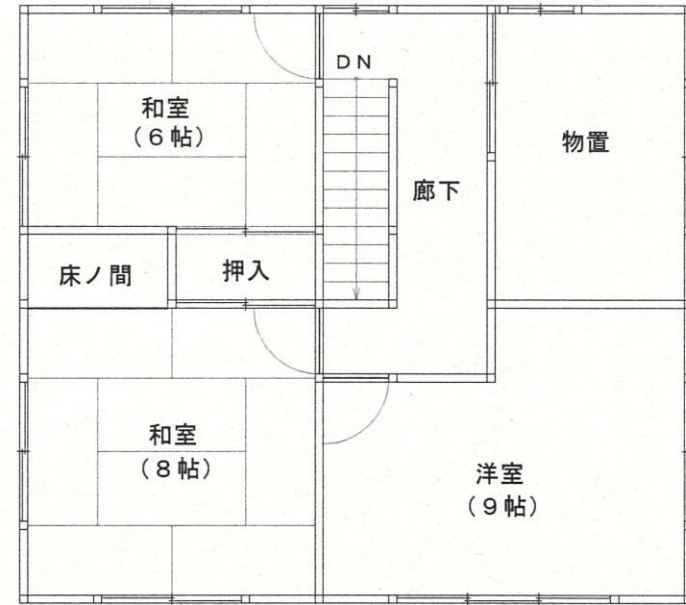 DN
和室
（６帖）
物置
廊下
床ノ間
押入
和室
（８帖）
洋室
（９帖）